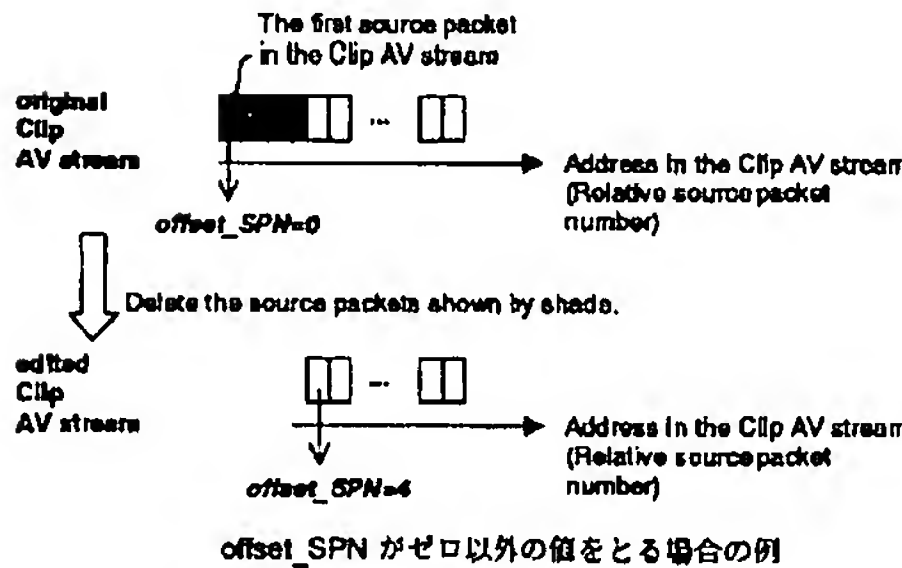 The first source packet
in the Clip AV stream
original
Clip
AV stream
...
Address in the Clip AV stream
(Relative source packet
number)
offset_SPN=0
Delete the source packets shown by shade.
edited
Clip
AV stream
...
Address in the Clip AV stream
(Relative source packet
number)
offset_SPN=4
offset_SPN がゼロ以外の値をとる場合の例